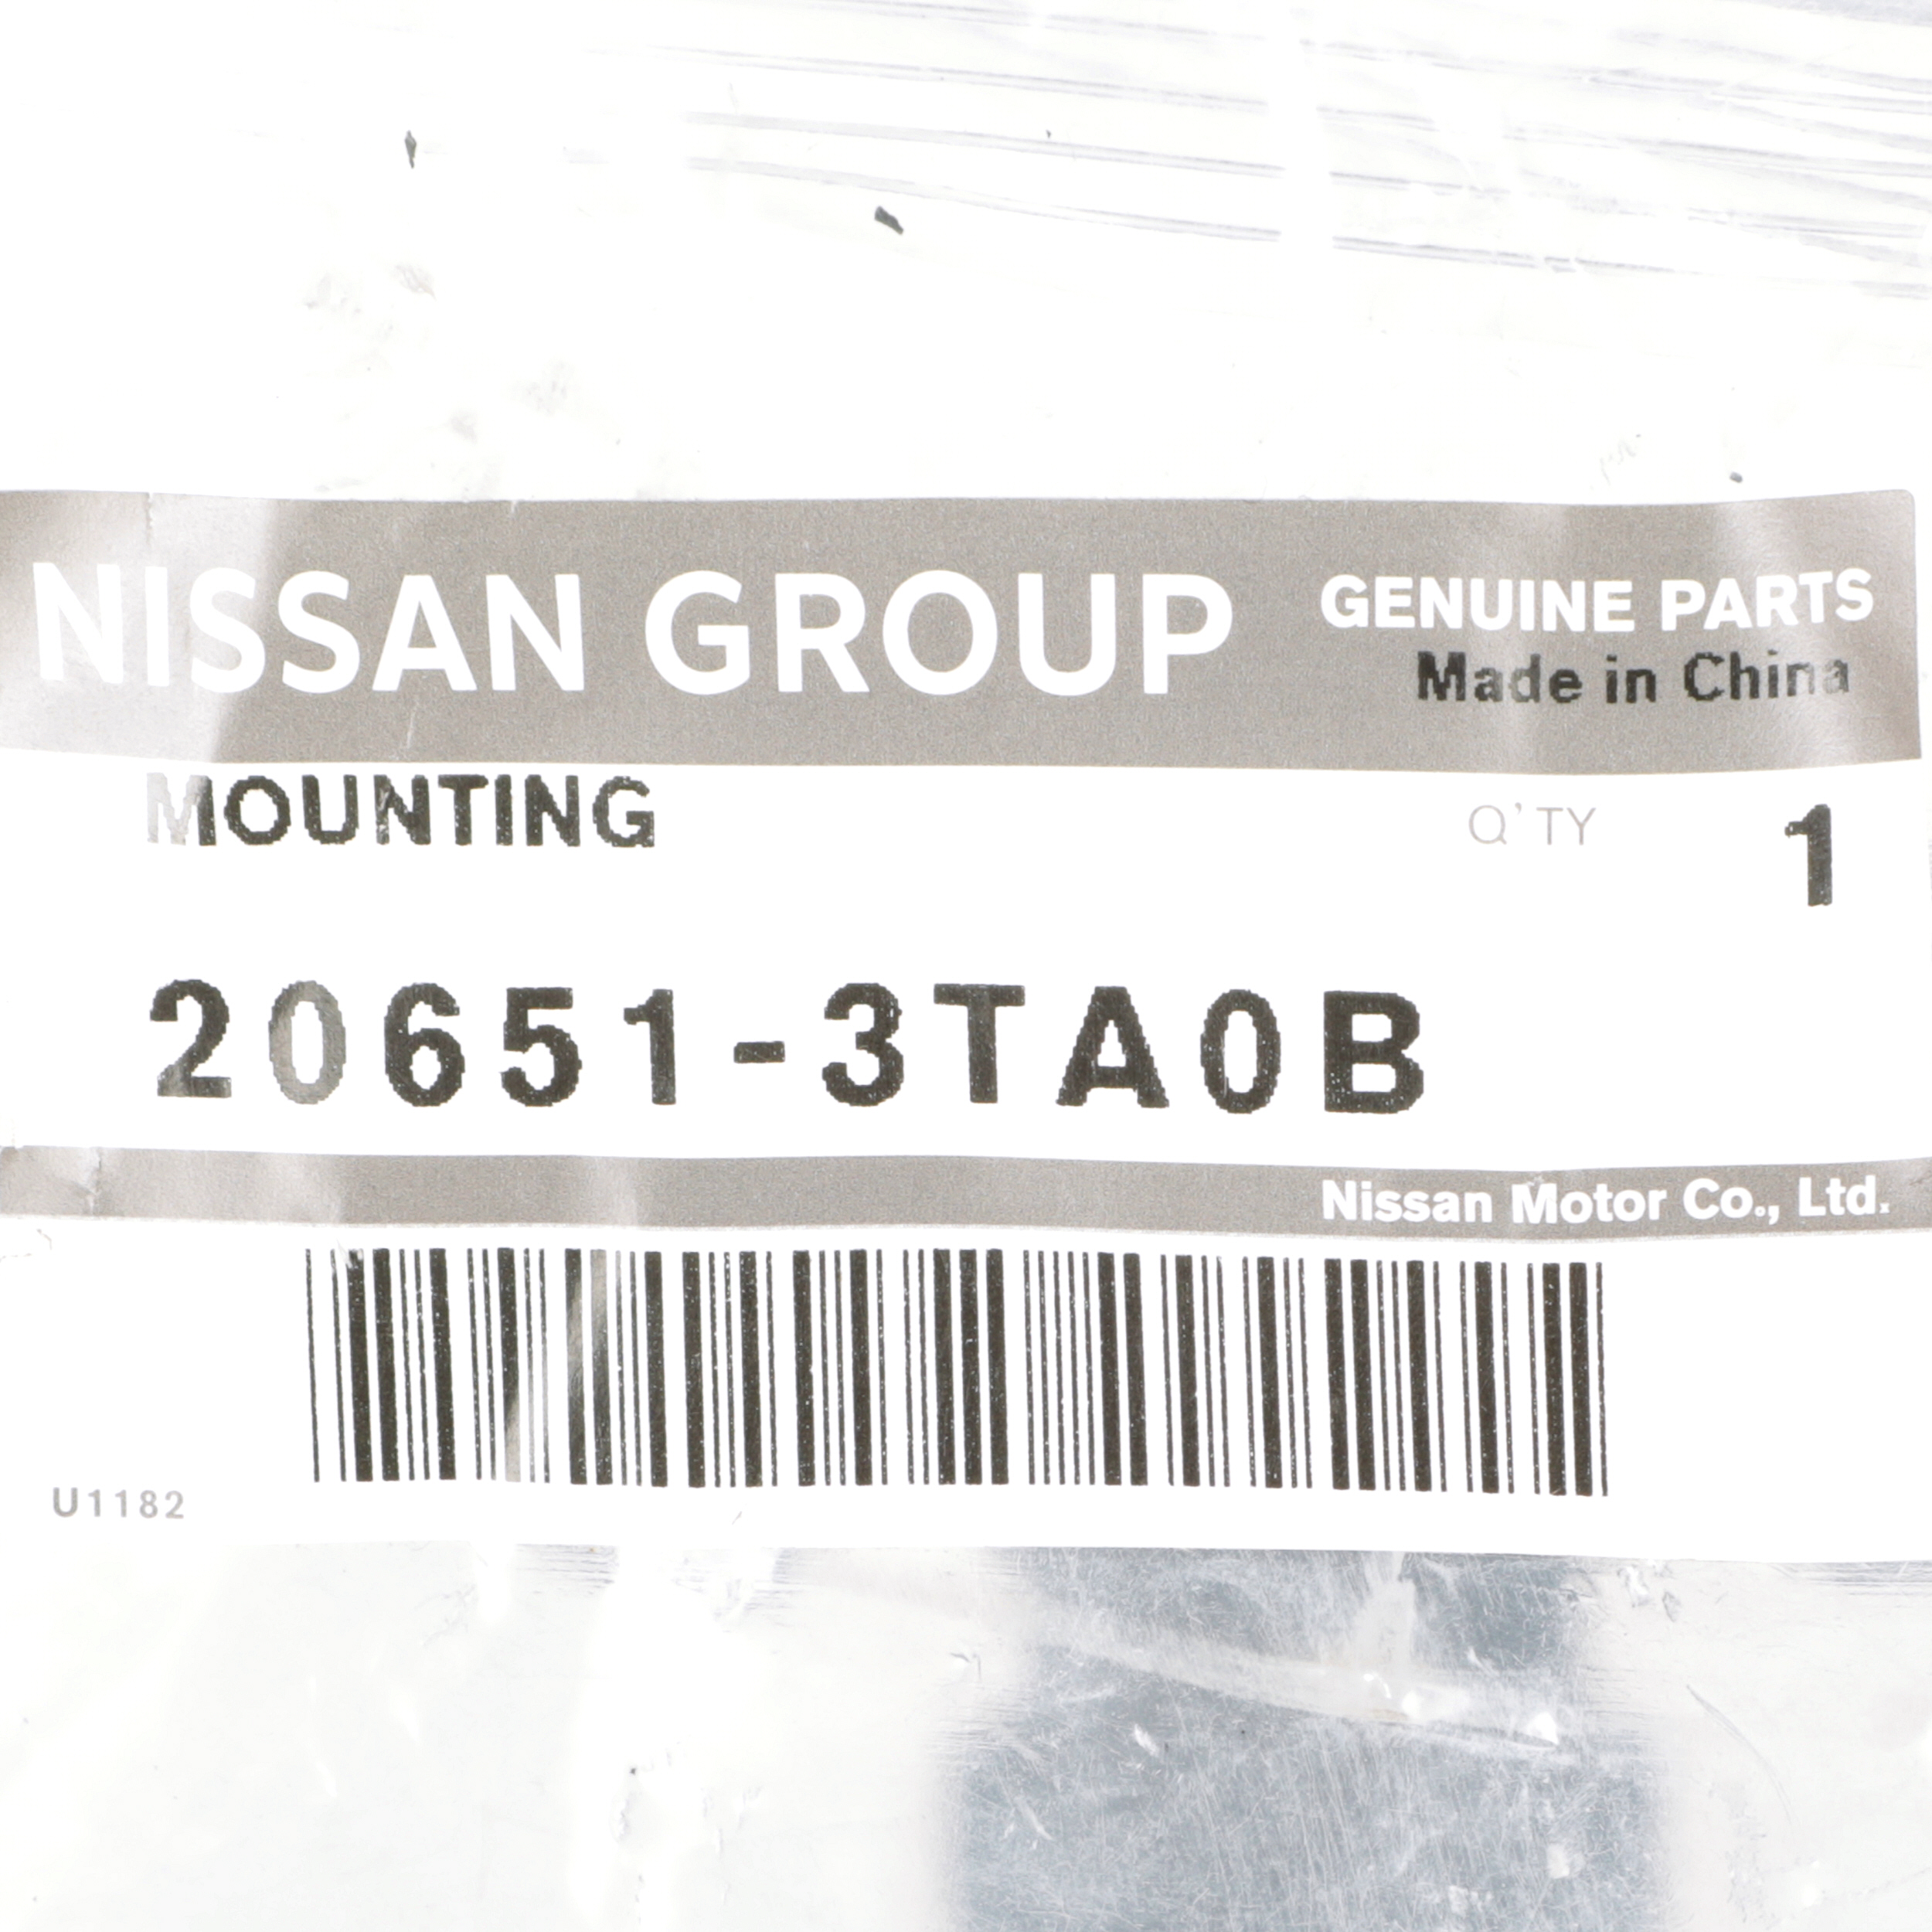 NISSAN GROUP GENUINE PARTS
Made in China
MOUNTING Q'TY 1
20651-3TA0B
Nissan Motor Co., Ltd.
U1182